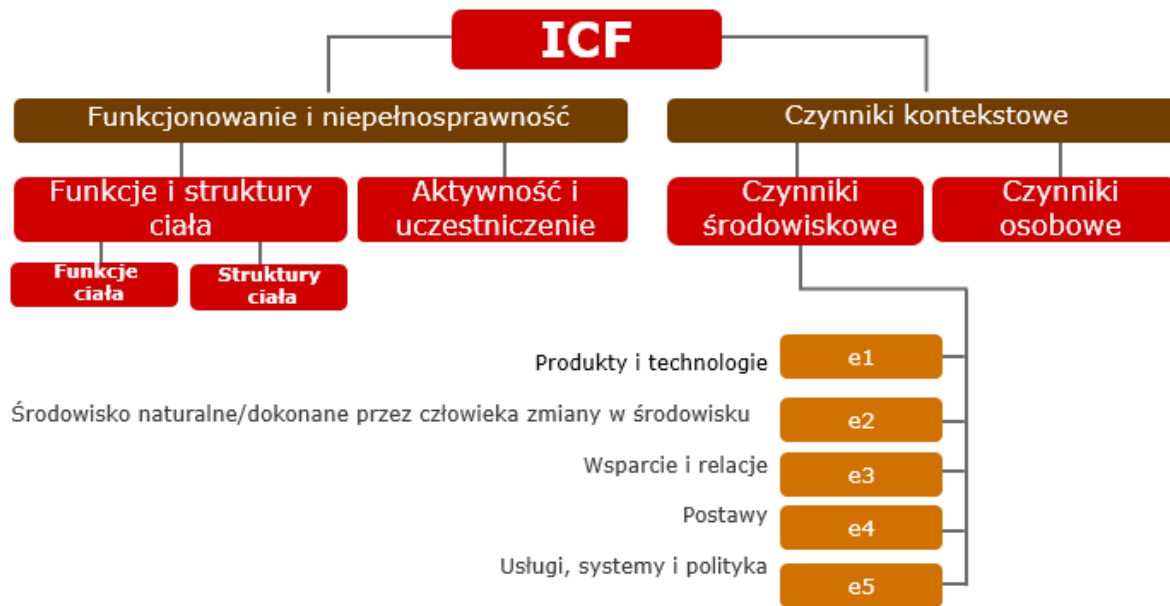 ICF
Funkcjonowanie i niepełnosprawność
Czynniki kontekstowe
Funkcje i struktury
ciała
Aktywność i
uczestniczenie
Czynniki
środowiskowe
Czynniki
osobowe
Funkcje
ciała
Struktury
ciała
Produkty i technologie
e1
Środowisko naturalne/dokonane przez człowieka zmiany w środowisku
e2
Wsparcie i relacje
e3
Postawy
e4
Usługi, systemy i polityka
e5